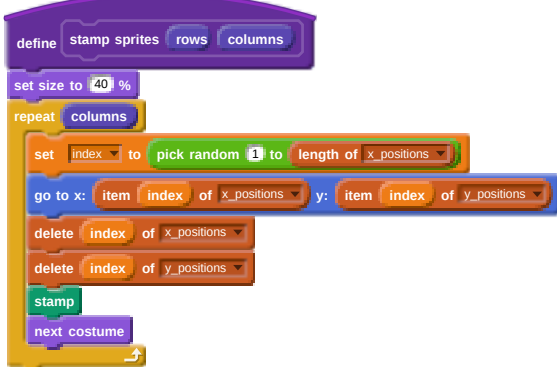 define stamp sprites rows columns
set size to 40 %
repeat columns
set index to pick random 1 to length of x_positions
go to x: item index of x_positions y: item index of y_positions
delete index of x_positions
delete index of y_positions
stamp
next costume